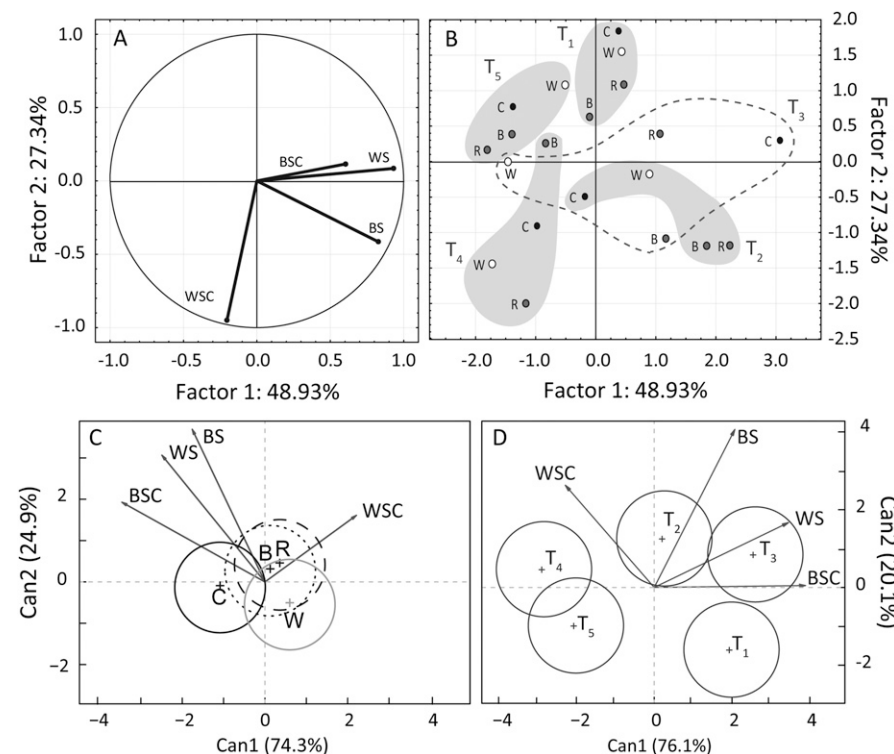 A
1.0
0.5
0.0
-0.5
-1.0
Factor 2: 27.34%
BSC
WS
BS
WSC
-1.0 -0.5 0.0 0.5 1.0
Factor 1: 48.93%
B
2.0
1.5
1.0
0.5
0.0
-0.5
-1.0
-1.5
-2.0
-2.5
Factor 2: 27.34%
T1
C
W
R
B
T5
W
C
B
R
T3
R
C
B
W
B
T4
C
W
R
T2
W
C
B
R
-2.0 -1.0 0.0 1.0 2.0 3.0
Factor 1: 48.93%
C
2
0
−2
Can2 (24.9%)
BS
WS
BSC
WSC
B R
C
W
−4 −2 0 2 4
Can1 (74.3%)
D
4
2
0
-2
Can2 (20.1%)
BS
WSC
WS
BSC
T2
T3
T4
T5
T1
−4 −2 0 2 4
Can1 (76.1%)